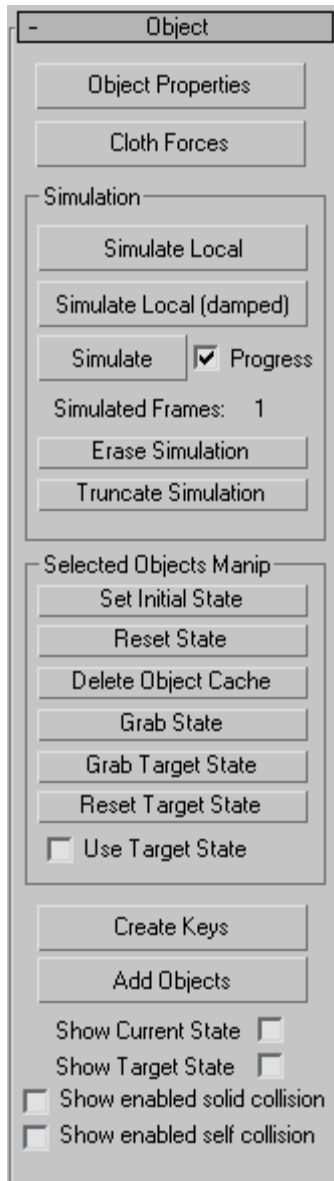 - Object
Object Properties
Cloth Forces
Simulation
Simulate Local
Simulate Local (damped)
Simulate Progress
Simulated Frames: 1
Erase Simulation
Truncate Simulation
Selected Objects Manip
Set Initial State
Reset State
Delete Object Cache
Grab State
Grab Target State
Reset Target State
Use Target State
Create Keys
Add Objects
Show Current State
Show Target State
Show enabled solid collision
Show enabled self collision